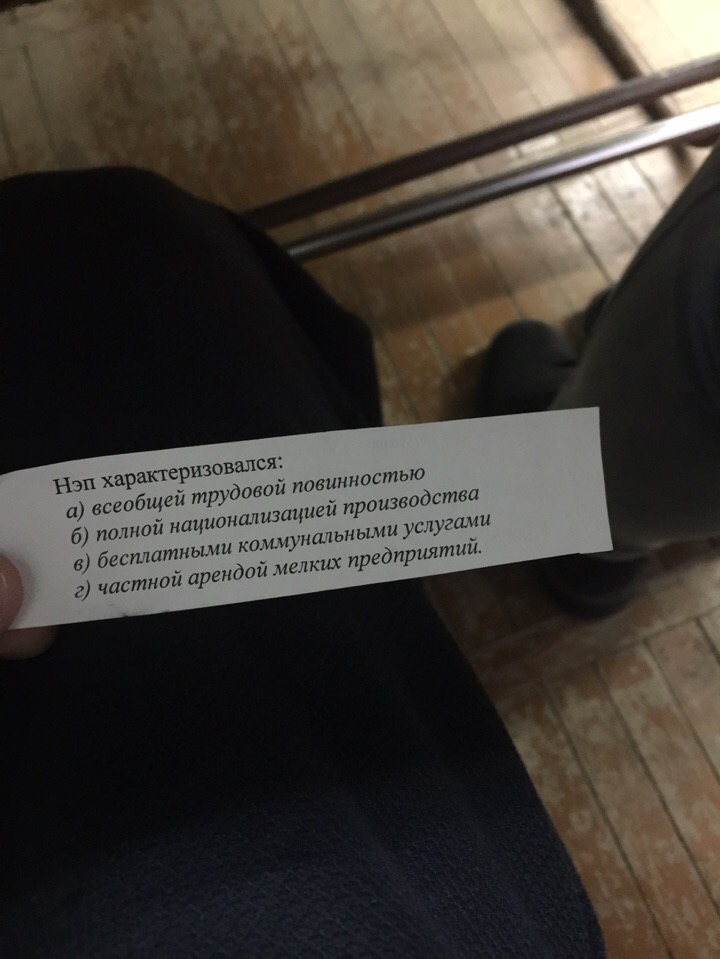 Нэп характеризовался:
а) всеобщей трудовой повинностью
б) полной национализацией производства
в) бесплатными коммунальными услугами
г) частной арендой мелких предприятий.